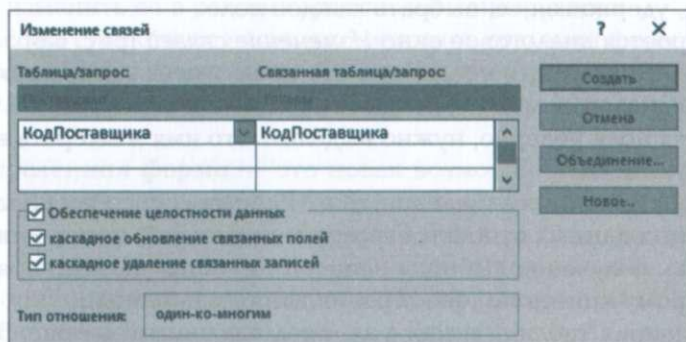 Изменение связей ? ×
Таблица/запрос: Связанная таблица/запрос:
Создать
Отмена
КодПоставщика КодПоставщика
Объединение...
Новое..
Обеспечение целостности данных
каскадное обновление связанных полей
каскадное удаление связанных записей
Тип отношения: один-ко-многим